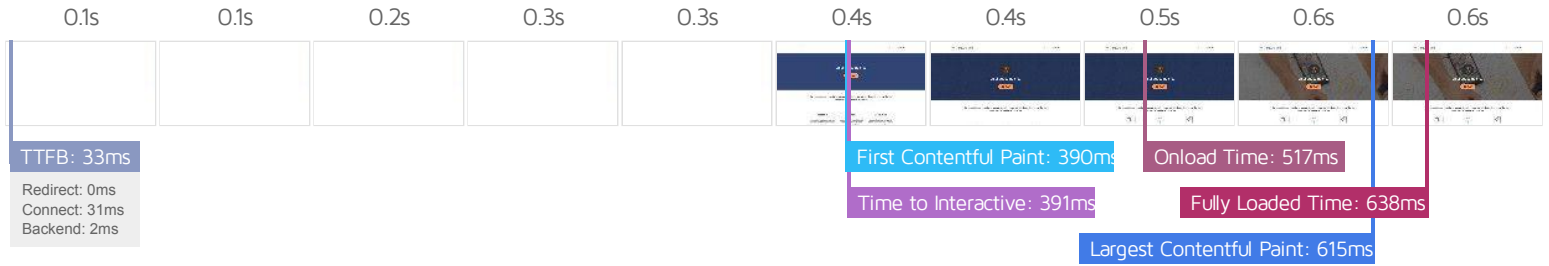 0.1s 0.1s 0.2s 0.3s 0.3s 0.4s 0.4s 0.5s 0.6s 0.6s
TTFB: 33ms
Redirect: 0ms
Connect: 31ms
Backend: 2ms
First Contentful Paint: 390ms
Time to Interactive: 391ms
Onload Time: 517ms
Fully Loaded Time: 638ms
Largest Contentful Paint: 615ms